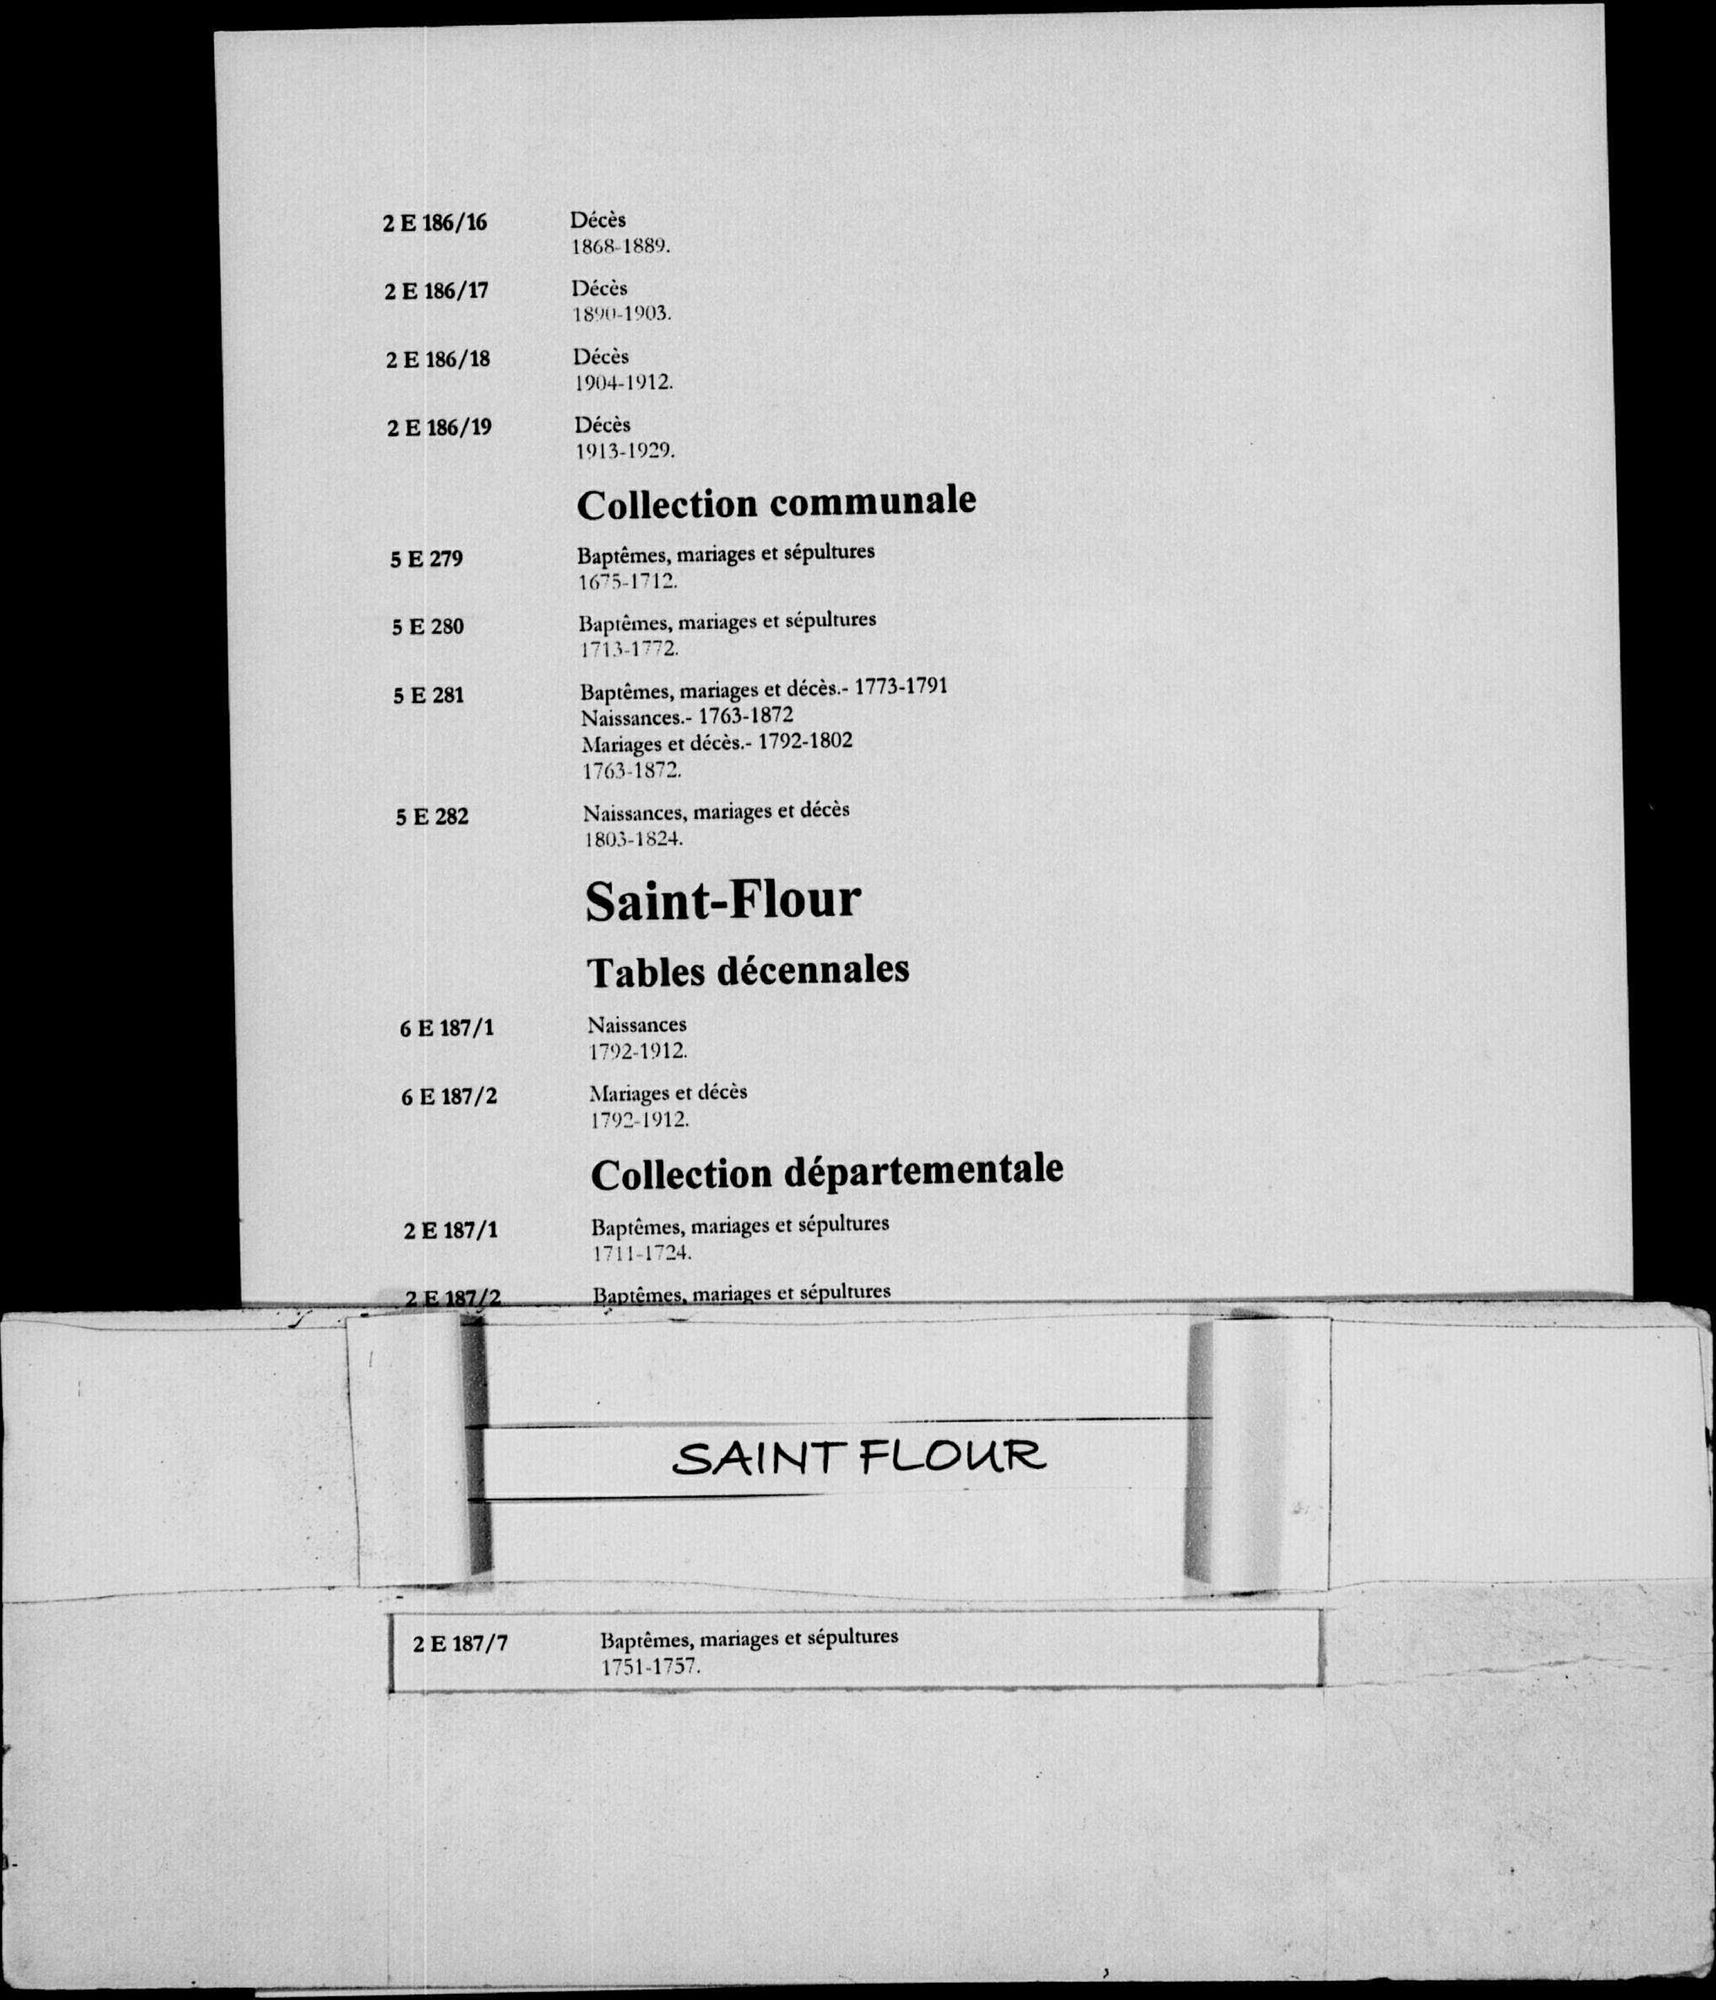 2 E 186/16 Décès
1868-1889.
2 E 186/17 Décès
1890-1903.
2 E 186/18 Décès
1904-1912.
2 E 186/19 Décès
1913-1929.
Collection communale
5 E 279 Baptêmes, mariages et sépultures
1675-1712.
5 E 280 Baptêmes, mariages et sépultures
1713-1772.
5 E 281 Baptêmes, mariages et décès.- 1773-1791
Naissances.- 1763-1872
Mariages et décès.- 1792-1802
1763-1872.
5 E 282 Naissances, mariages et décès
1803-1824.
Saint-Flour
Tables décennales
6 E 187/1 Naissances
1792-1912.
6 E 187/2 Mariages et décès
1792-1912.
Collection départementale
2 E 187/1 Baptêmes, mariages et sépultures
1711-1724.
2 E 187/2 Baptêmes, mariages et sépultures
SAINT FLOUR
2 E 187/7 Baptêmes, mariages et sépultures
1751-1757.